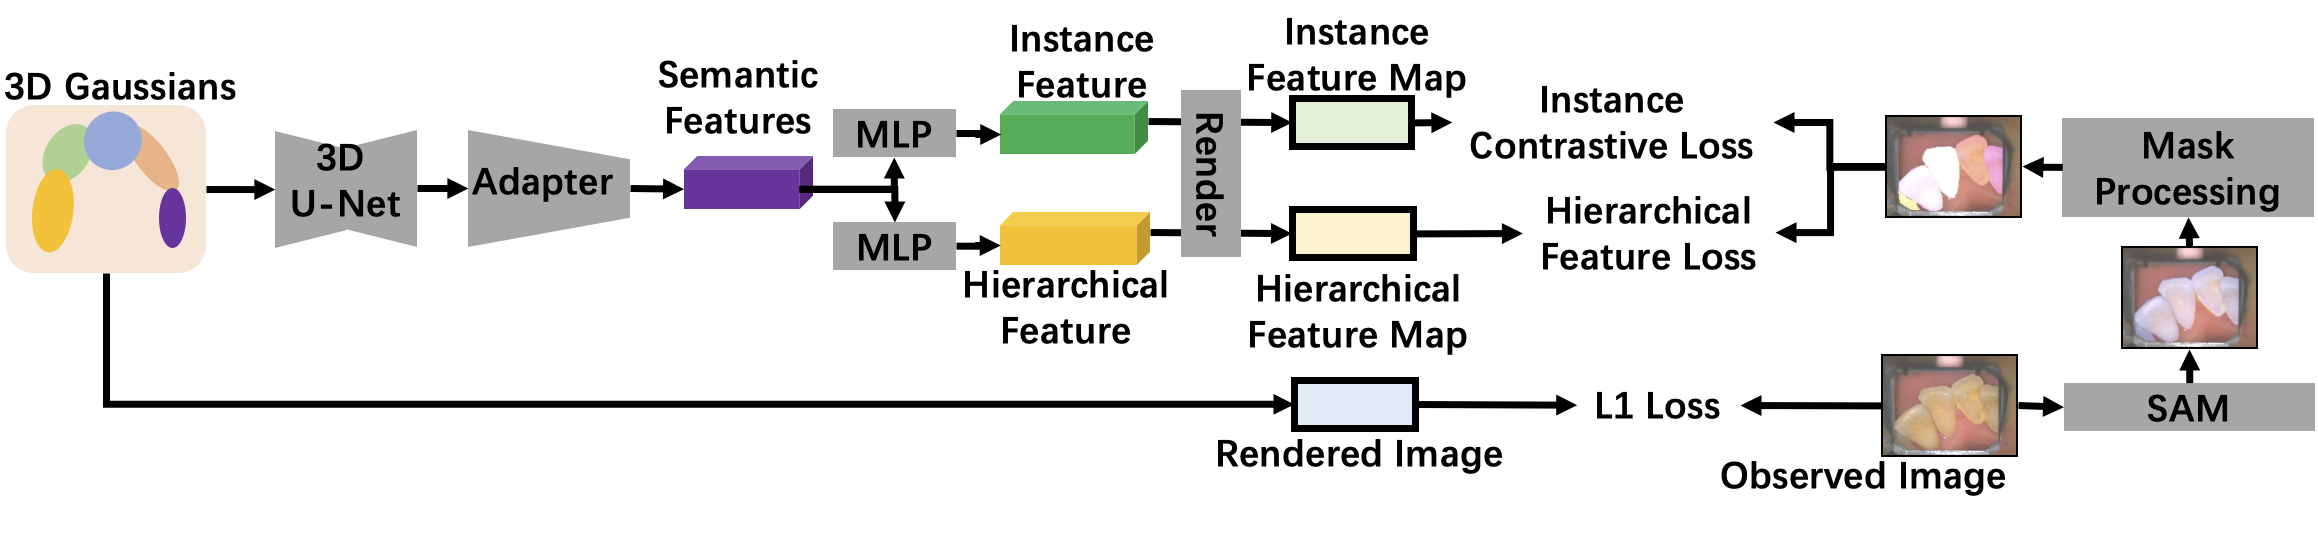 3D Gaussians
3D
U-Net
Adapter
Semantic
Features
MLP
MLP
Instance
Feature
Hierarchical
Feature
Render
Instance
Feature Map
Hierarchical
Feature Map
Rendered Image
Instance
Contrastive Loss
Hierarchical
Feature Loss
L1 Loss
Observed Image
Mask
Processing
SAM